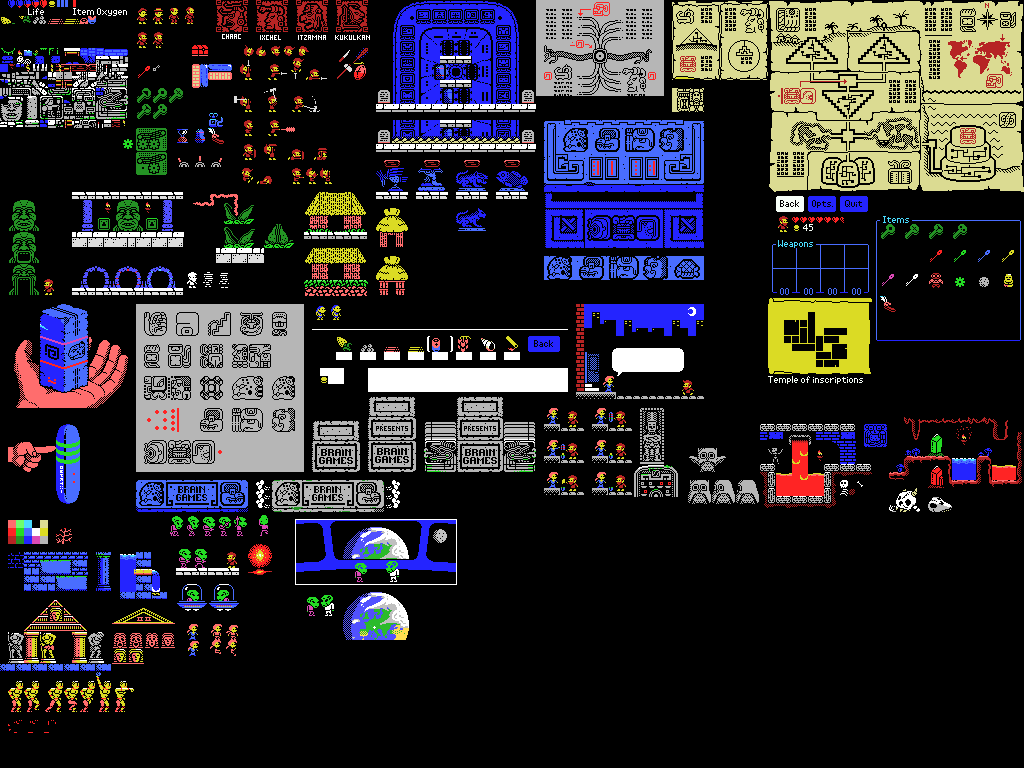 Life Item Oxygen
CHAAC IXCHEL ITZAMNA KUKULKAN
N
Back Opts. Quit
45
Items
Weapons
00 00 00 00
Temple of inscriptions
Back
PRESENTS PRESENTS
BRAIN GAMES
BRAIN GAMES
BRAIN GAMES
BRAIN GAMES
BRAIN GAMES